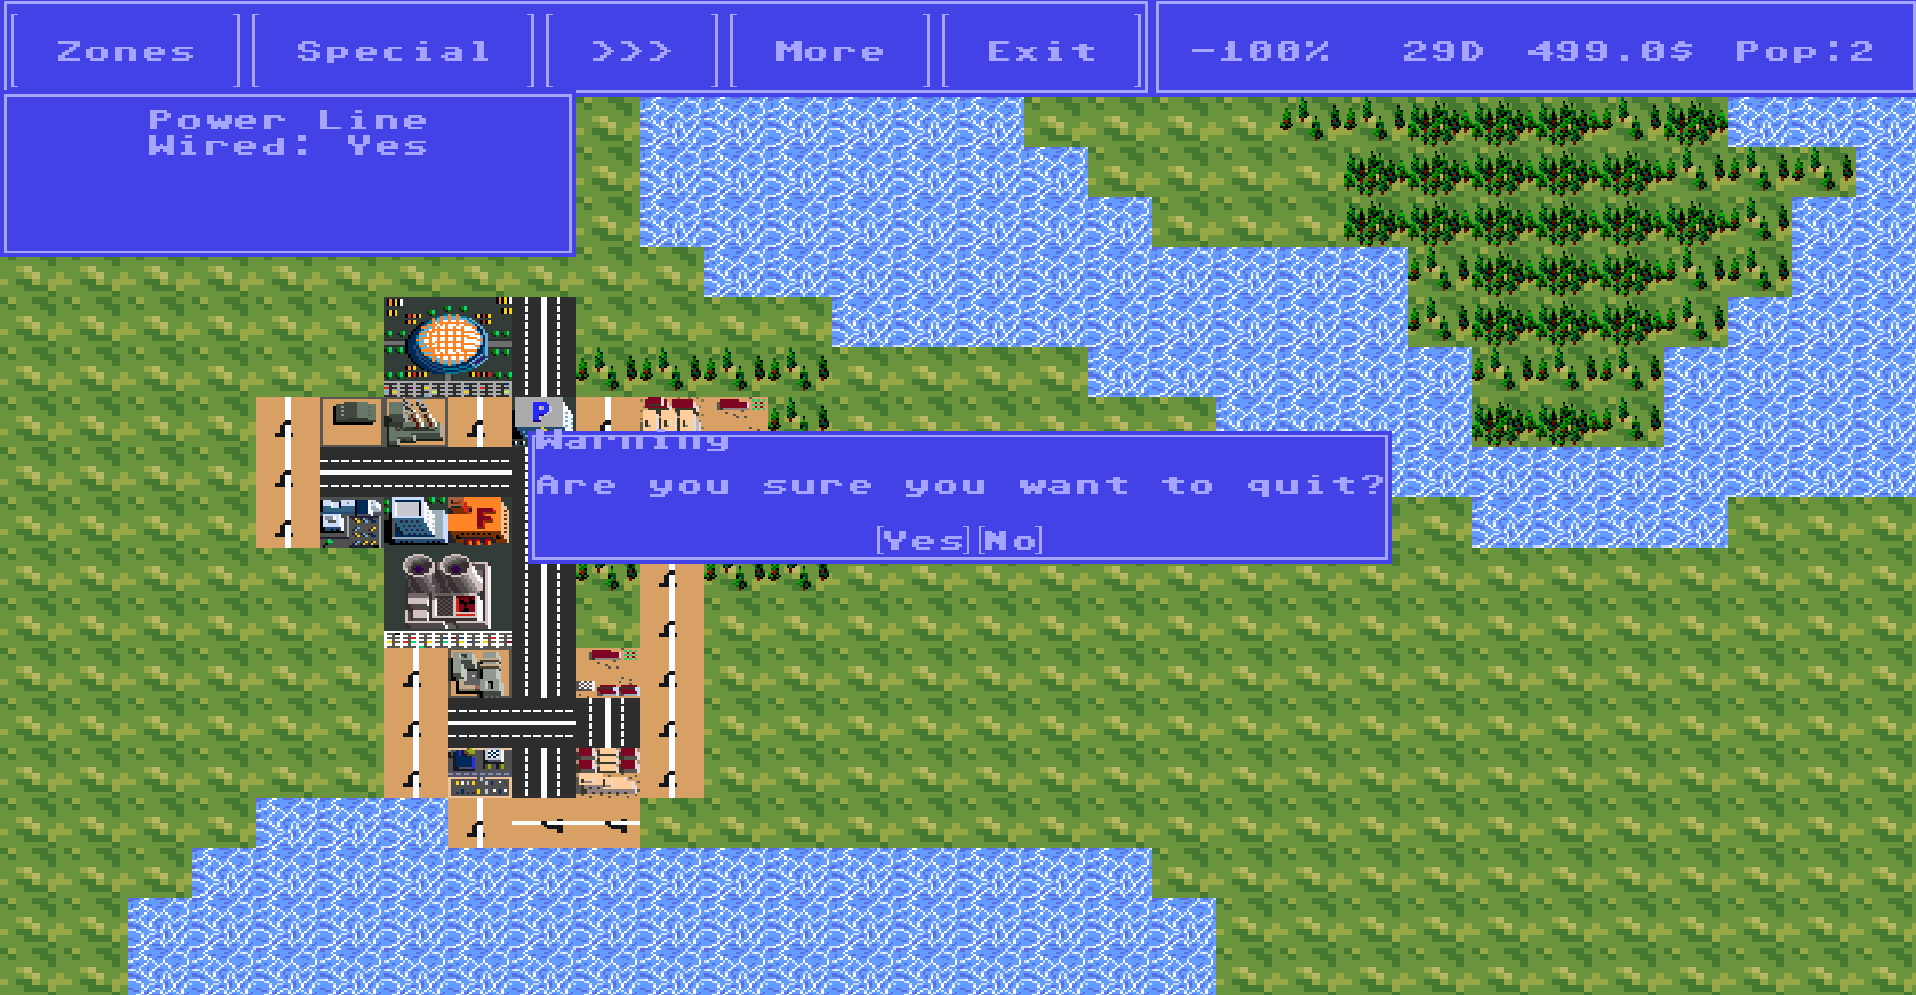 Zones Special >>> More Exit -100% 29D 499.0$ Pop:2
Power Line
Wired: Yes
P
Warning
Are you sure you want to quit?
F
[Yes][No]